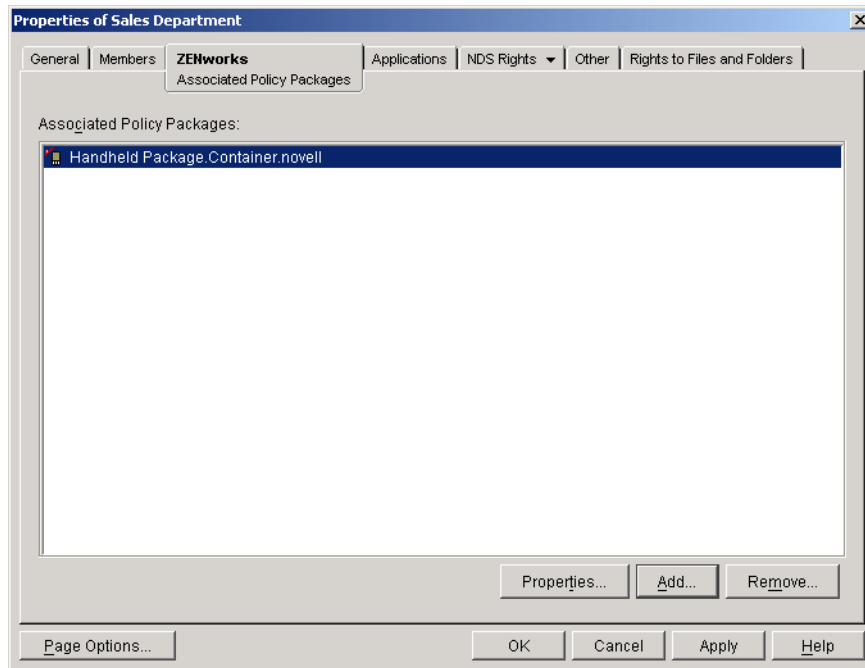 Properties of Sales Department
General Members ZENworks Applications NDS Rights Other Rights to Files and Folders
Associated Policy Packages
Associated Policy Packages:
Handheld Package.Container.novell
Properties... Add... Remove...
Page Options... OK Cancel Apply Help